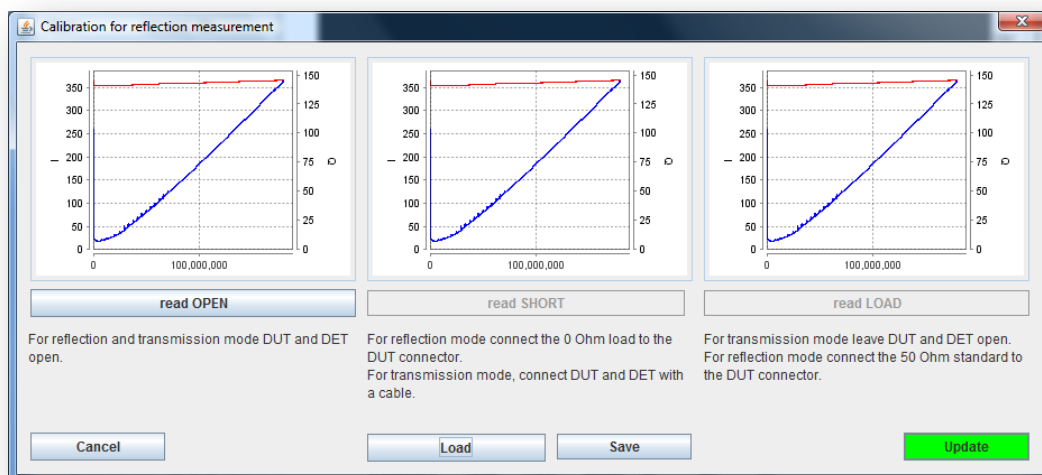 Calibration for reflection measurement
350
300
250
200
150
100
50
0
I
150
125
100
75
50
25
0
Q
0
100,000,000
350
300
250
200
150
100
50
0
I
150
125
100
75
50
25
0
Q
0
100,000,000
350
300
250
200
150
100
50
0
I
150
125
100
75
50
25
0
Q
0
100,000,000
read OPEN
read SHORT
read LOAD
For reflection and transmission mode DUT and DET
open.
For reflection mode connect the 0 Ohm load to the
DUT connector.
For transmission mode, connect DUT and DET with
a cable.
For transmission mode leave DUT and DET open.
For reflection mode connect the 50 Ohm standard to
the DUT connector.
Cancel
Load
Save
Update